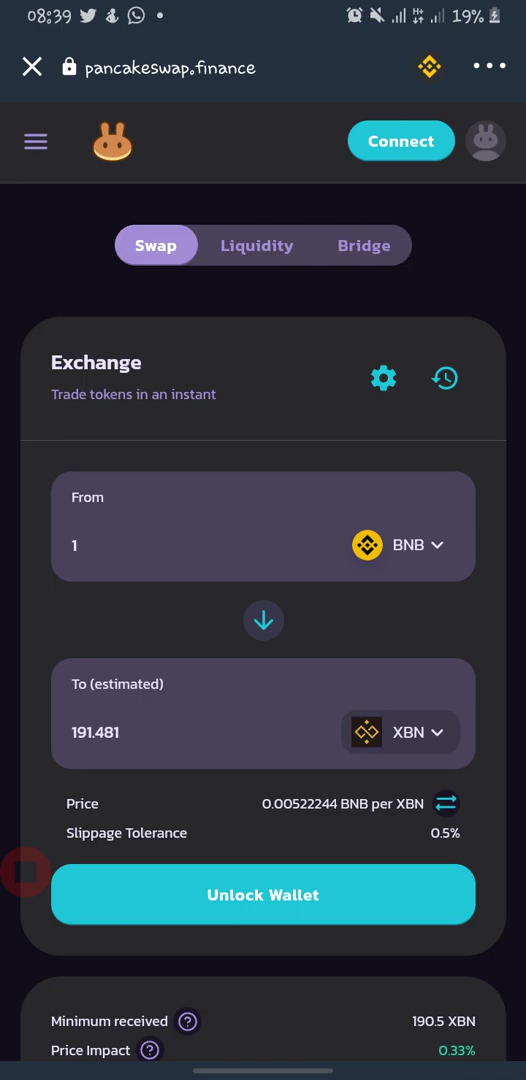 08:39 19%
pancakeswap.finance
Connect
Swap Liquidity Bridge
Exchange
Trade tokens in an instant
From
1 BNB
To (estimated)
191.481 XBN
Price 0.00522244 BNB per XBN
Slippage Tolerance 0.5%
Unlock Wallet
Minimum received ? 190.5 XBN
Price Impact ? 0.33%